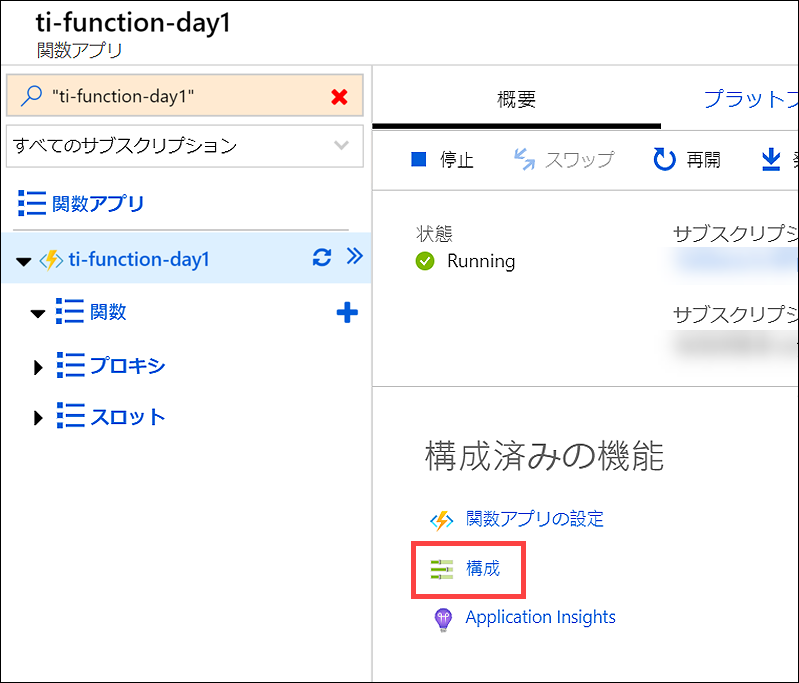 ti-function-day1
関数アプリ
"ti-function-day1"
すべてのサブスクリプション
関数アプリ
ti-function-day1
関数
プロキシ
スロット
概要
プラットフ
停止
スワップ
再開
状態
Running
サブスクリプシ
サブスクリプシ
構成済みの機能
関数アプリの設定
構成
Application Insights